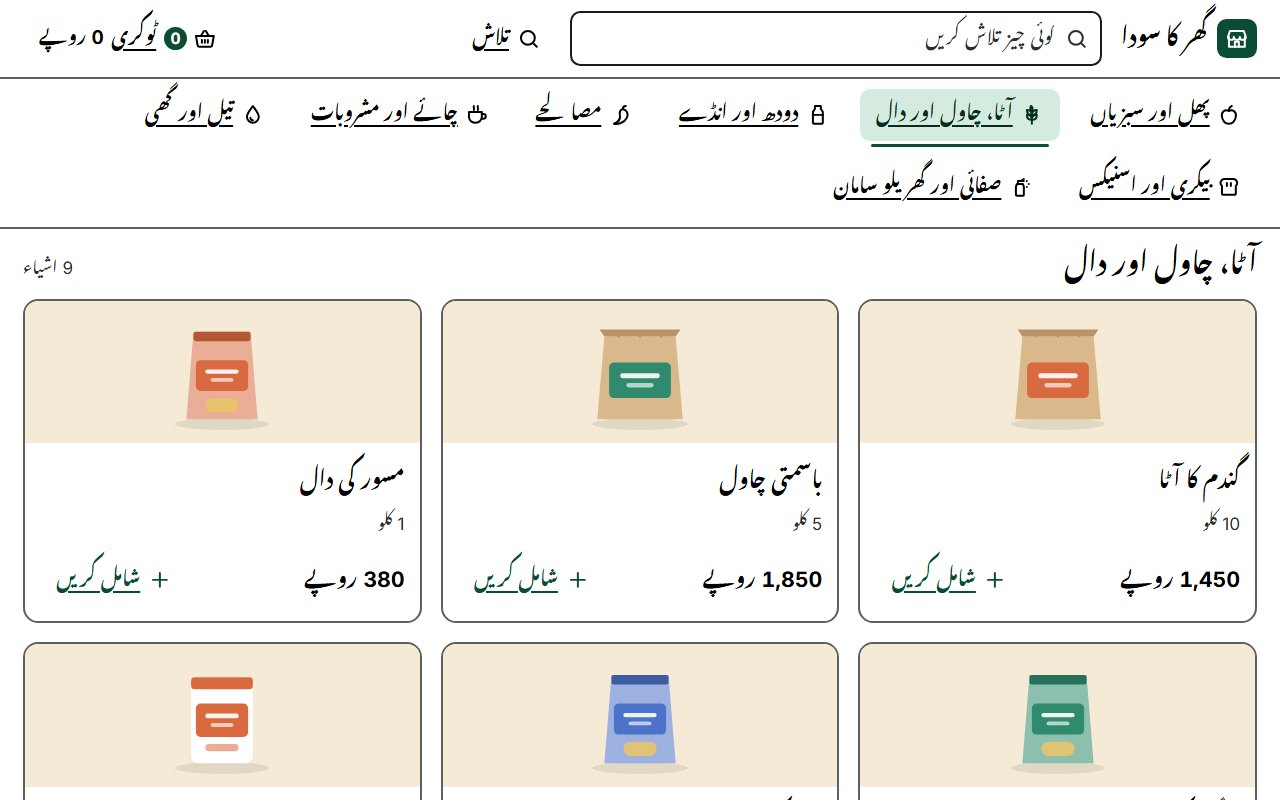 گھر کا سودا
کوئی چیز تلاش کریں
تلاش
ٹوکری 0 0 روپے
پھل اور سبزیاں
آٹا، چاول اور دال
دودھ اور انڈے
مصالحے
چائے اور مشروبات
تیل اور گھی
بیکری اور اسنیکس
صفائی اور گھریلو سامان
آٹا، چاول اور دال
9 اشیاء
گندم کا آٹا
10 کلو
1,450 روپے
+ شامل کریں
باسمتی چاول
5 کلو
1,850 روپے
+ شامل کریں
مسور کی دال
1 کلو
380 روپے
+ شامل کریں